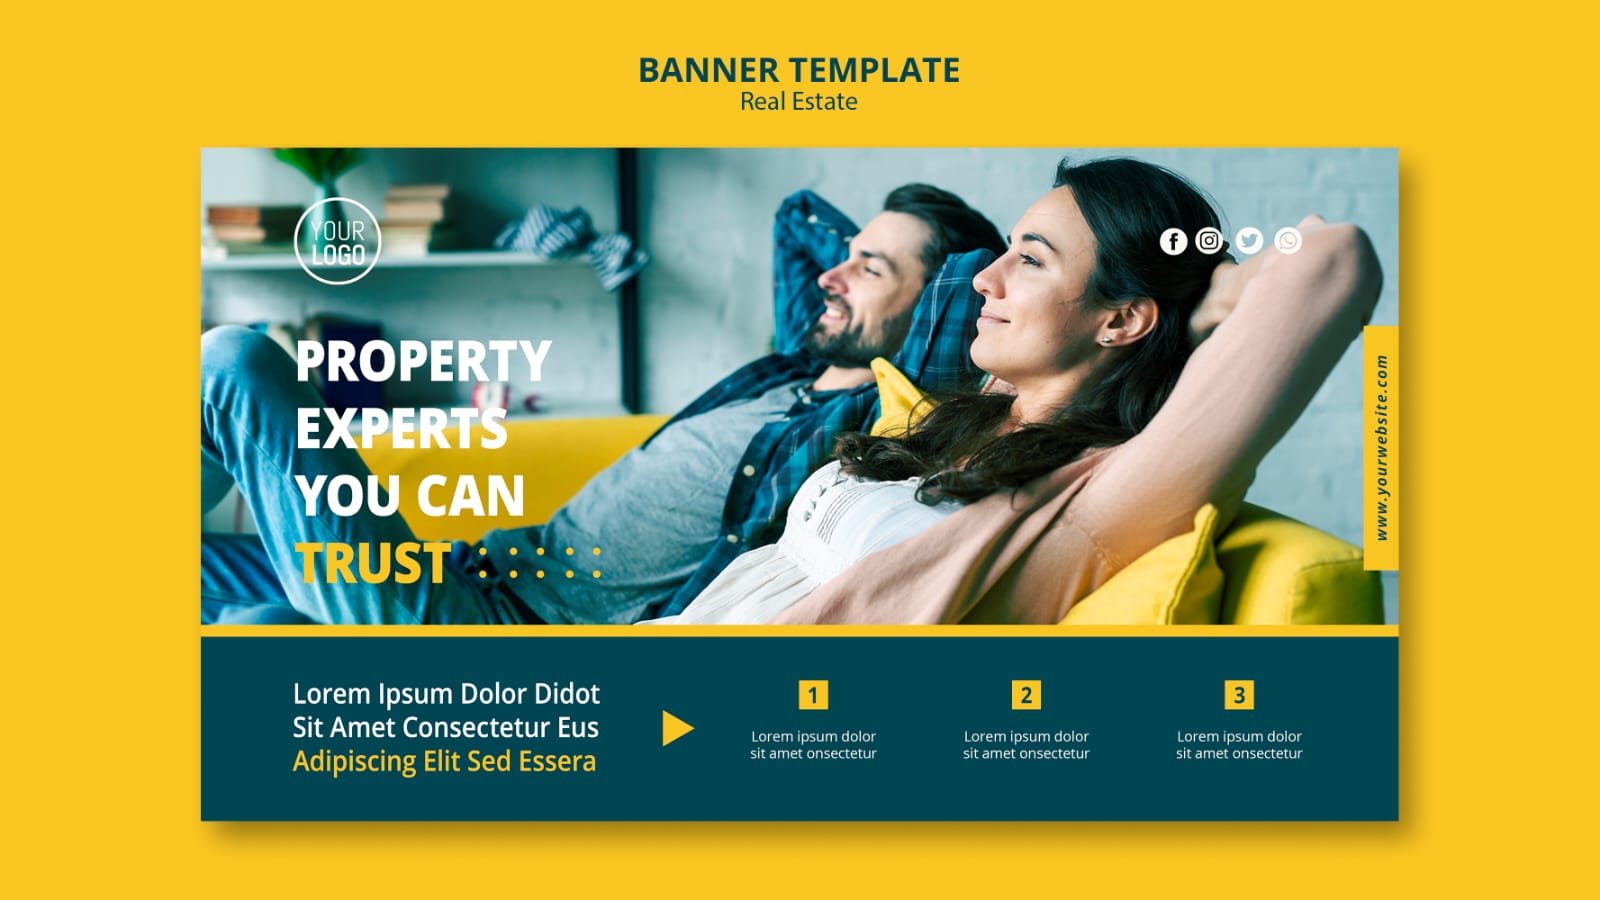 BANNER TEMPLATE
Real Estate
YOUR
LOGO
PROPERTY
EXPERTS
YOU CAN
TRUST
www.yourwebsite.com
Lorem Ipsum Dolor Didot
Sit Amet Consectetur Eus
Adipiscing Elit Sed Essera
1
Lorem ipsum dolor
sit amet onsectetur
2
Lorem ipsum dolor
sit amet onsectetur
3
Lorem ipsum dolor
sit amet onsectetur